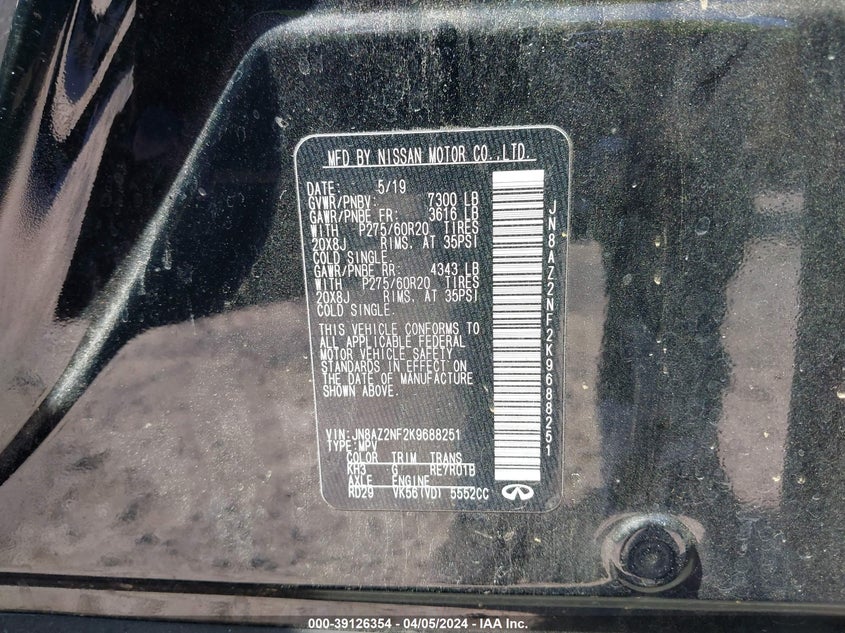 MFD BY NISSAN MOTOR CO.,LTD.
DATE: 5/19
GVWR/PNBV: 7300 LB
GAWR/PNBE FR: 3616 LB
WITH P275/60R20 TIRES
20X8J RIMS. AT 35PSI
COLD SINGLE.
GAWR/PNBE RR: 4343 LB
WITH P275/60R20 TIRES
20X8J RIMS. AT 35PSI
COLD SINGLE.
THIS VEHICLE CONFORMS TO
ALL APPLICABLE FEDERAL
MOTOR VEHICLE SAFETY
STANDARDS IN EFFECT ON
THE DATE OF MANUFACTURE
SHOWN ABOVE.
VIN:JN8AZ2NF2K9688251
TYPE:MPV
COLOR TRIM TRANS
KH3 G RE7R01B
AXLE ENGINE
RD29 VK56(VD) 5552CC
JN8AZ2NF2K9688251
000-39126354 - 04/05/2024 - IAA Inc.